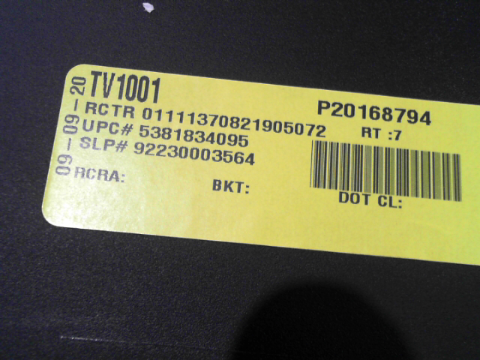 09-09-20
TV1001
P20168794
RCTR 01111370821905072
RT :7
UPC# 5381834095
SLP# 92230003564
RCRA:
BKT:
DOT CL: